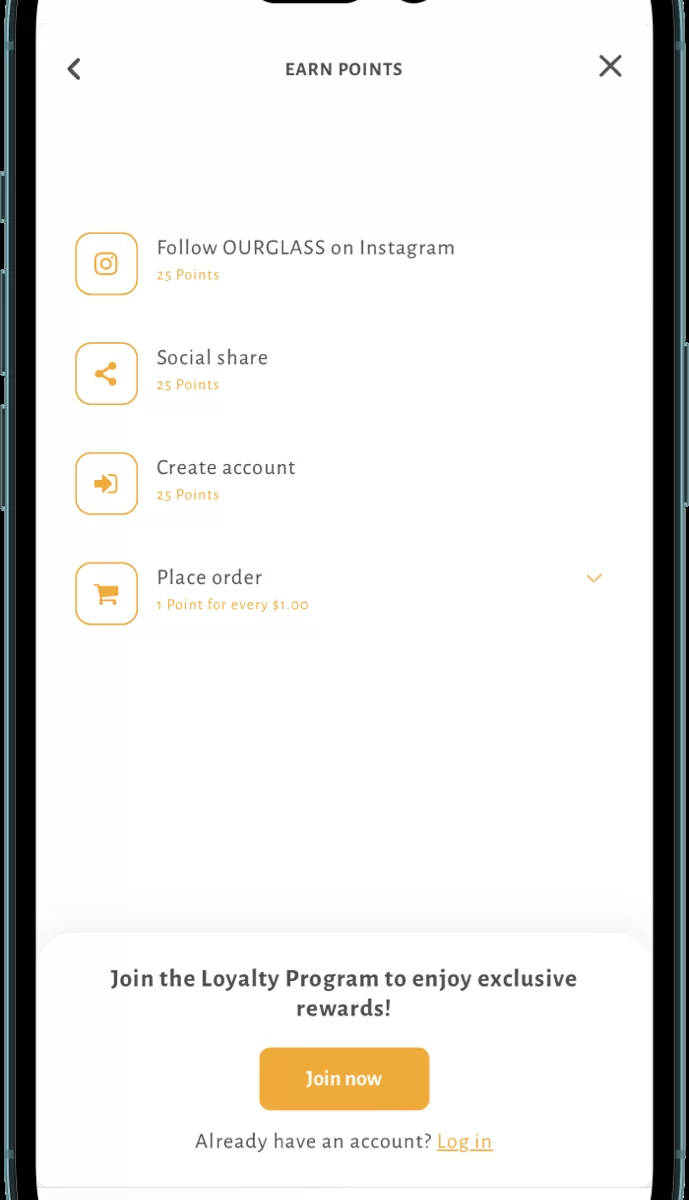 EARN POINTS
Follow OURGLASS on Instagram
25 Points
Social share
25 Points
Create account
25 Points
Place order
1 Point for every $1.00
Join the Loyalty Program to enjoy exclusive
rewards!
Join now
Already have an account? Log in